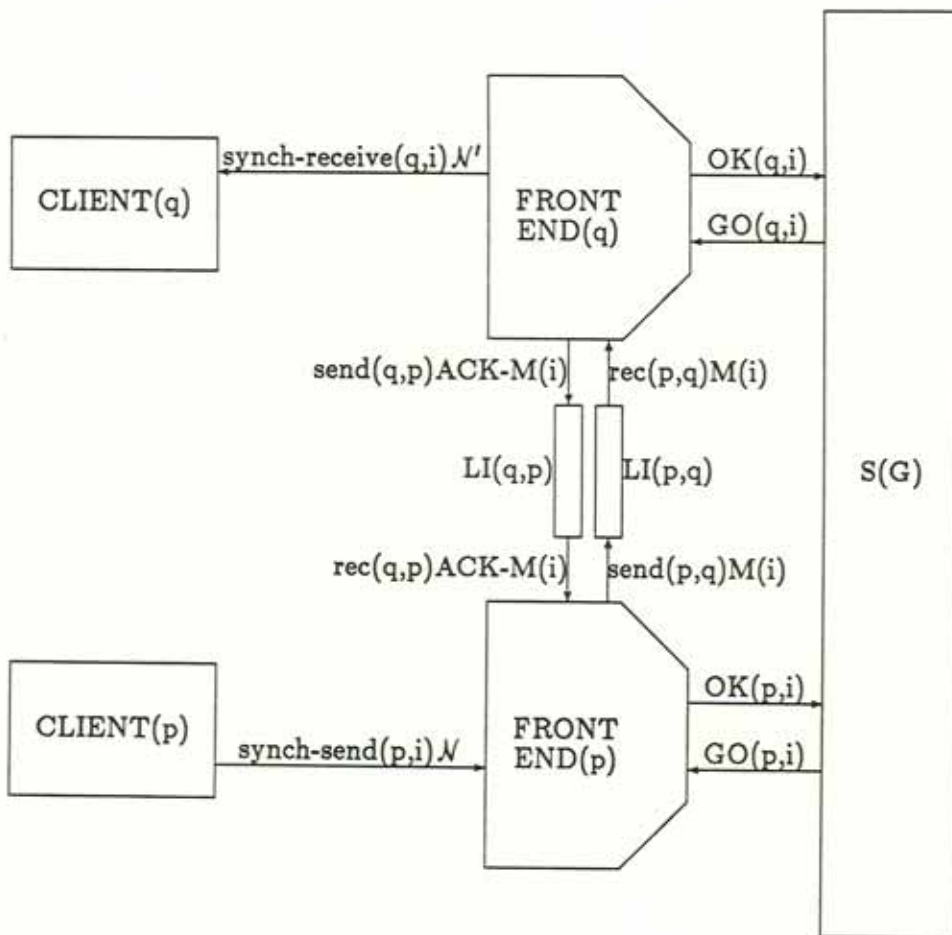 synch-receive(q,i) 𝒩'
OK(q,i)
CLIENT(q)
FRONT
END(q)
GO(q,i)
send(q,p)ACK-M(i)
rec(p,q)M(i)
LI(q,p)
LI(p,q)
S(G)
rec(q,p)ACK-M(i)
send(p,q)M(i)
OK(p,i)
CLIENT(p)
FRONT
END(p)
synch-send(p,i) 𝒩
GO(p,i)